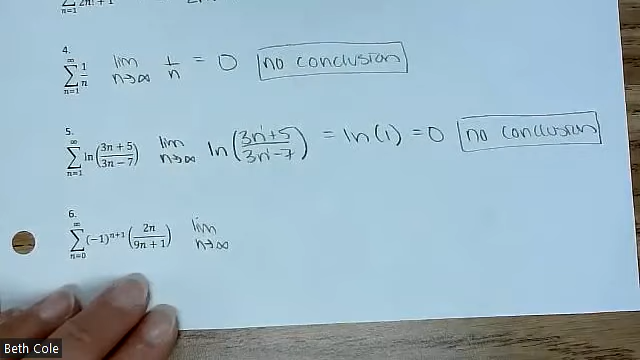 4.
∞
∑ 1/n lim n→∞ 1/n = 0 no conclusion
n=1
5.
∞
∑ ln((3n + 5)/(3n − 7)) lim n→∞ ln((3n+5)/(3n-7)) = ln(1) = 0 no conclusion
n=1
6.
∞
∑ (−1)ⁿ⁺¹ (2n/(9n + 1)) lim n→∞
n=0
Beth Cole